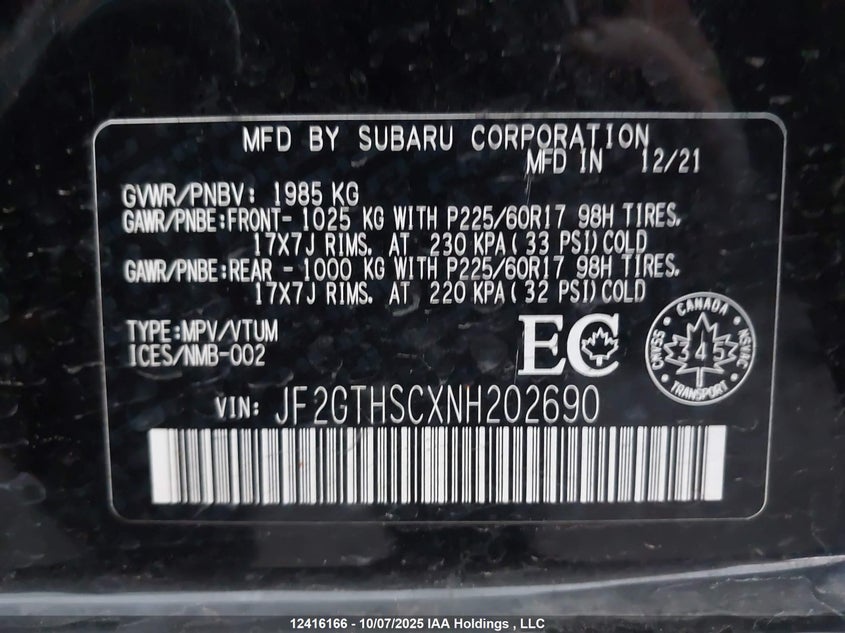 MFD BY SUBARU CORPORATION
MFD IN 12/21
GVWR/PNBV: 1985 KG
GAWR/PNBE:FRONT- 1025 KG WITH P225/60R17 98H TIRES.
17X7J RIMS. AT 230 KPA(33 PSI)COLD
GAWR/PNBE:REAR - 1000 KG WITH P225/60R17 98H TIRES.
17X7J RIMS. AT 220 KPA(32 PSI)COLD
TYPE:MPV/VTUM
ICES/NMB-002
EC
CANADA
CMVSS
NSVAC
345
TRANSPORT
VIN: JF2GTHSCXNH202690
12416166 - 10/07/2025 IAA Holdings , LLC